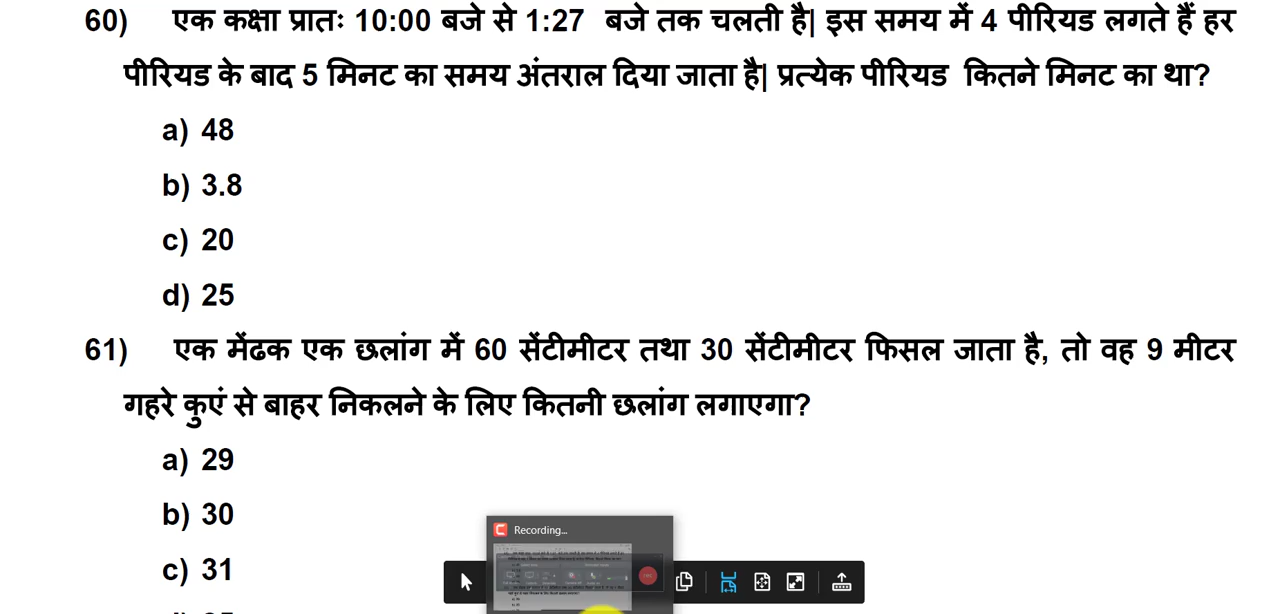 60) एक कक्षा प्रातः 10:00 बजे से 1:27 बजे तक चलती है| इस समय में 4 पीरियड लगते हैं हर
पीरियड के बाद 5 मिनट का समय अंतराल दिया जाता है| प्रत्येक पीरियड कितने मिनट का था?
a) 48
b) 3.8
c) 20
d) 25
61) एक मेंढक एक छलांग में 60 सेंटीमीटर तथा 30 सेंटीमीटर फिसल जाता है, तो वह 9 मीटर
गहरे कुएं से बाहर निकलने के लिए कितनी छलांग लगाएगा?
a) 29
b) 30
Recording...
c) 31